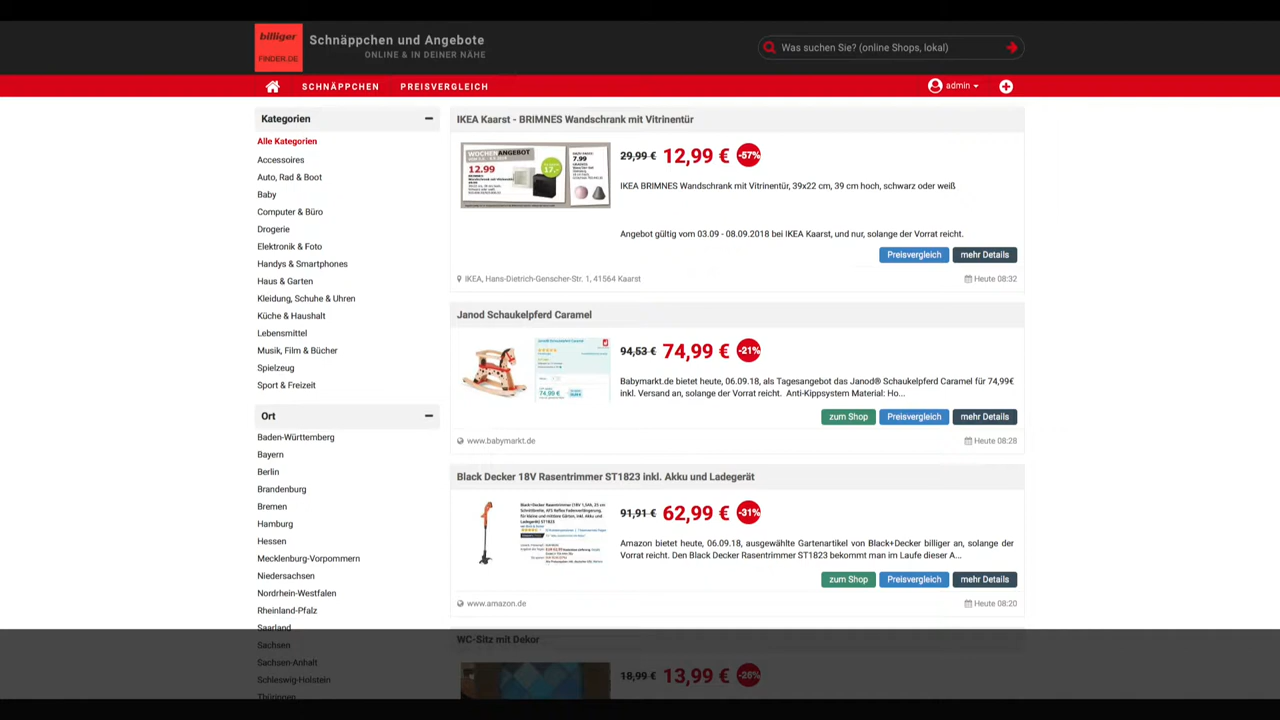 billiger
FINDER.DE
Schnäppchen und Angebote
ONLINE & IN DEINER NÄHE
Was suchen Sie? (online Shops, lokal)
SCHNÄPPCHEN
PREISVERGLEICH
admin
Kategorien
Alle Kategorien
Accessoires
Auto, Rad & Boot
Baby
Computer & Büro
Drogerie
Elektronik & Foto
Handys & Smartphones
Haus & Garten
Kleidung, Schuhe & Uhren
Küche & Haushalt
Lebensmittel
Musik, Film & Bücher
Spielzeug
Sport & Freizeit
Ort
Baden-Württemberg
Bayern
Berlin
Brandenburg
Bremen
Hamburg
Hessen
Mecklenburg-Vorpommern
Niedersachsen
Nordrhein-Westfalen
Rheinland-Pfalz
Saarland
Sachsen
Sachsen-Anhalt
Schleswig-Holstein
Thüringen
IKEA Kaarst - BRIMNES Wandschrank mit Vitrinentür
WOCHENANGEBOT
12.99
17,-
7.99
29,99 € 12,99 € -57%
IKEA BRIMNES Wandschrank mit Vitrinentür, 39x22 cm, 39 cm hoch, schwarz oder weiß
Angebot gültig vom 03.09 - 08.09.2018 bei IKEA Kaarst, und nur, solange der Vorrat reicht.
Preisvergleich mehr Details
IKEA, Hans-Dietrich-Genscher-Str. 1, 41564 Kaarst
Heute 08:32
Janod Schaukelpferd Caramel
74,99 €
94,53 € 74,99 € -21%
Babymarkt.de bietet heute, 06.09.18, als Tagesangebot das Janod® Schaukelpferd Caramel für 74,99€
inkl. Versand an, solange der Vorrat reicht. Anti-Kippsystem Material: Ho...
zum Shop Preisvergleich mehr Details
www.babymarkt.de
Heute 08:28
Black Decker 18V Rasentrimmer ST1823 inkl. Akku und Ladegerät
91,91 € 62,99 € -31%
Amazon bietet heute, 06.09.18, ausgewählte Gartenartikel von Black+Decker billiger an, solange der
Vorrat reicht. Den Black Decker Rasentrimmer ST1823 bekommt man im Laufe dieser A...
zum Shop Preisvergleich mehr Details
www.amazon.de
Heute 08:20
WC-Sitz mit Dekor
18,99 € 13,99 € -26%